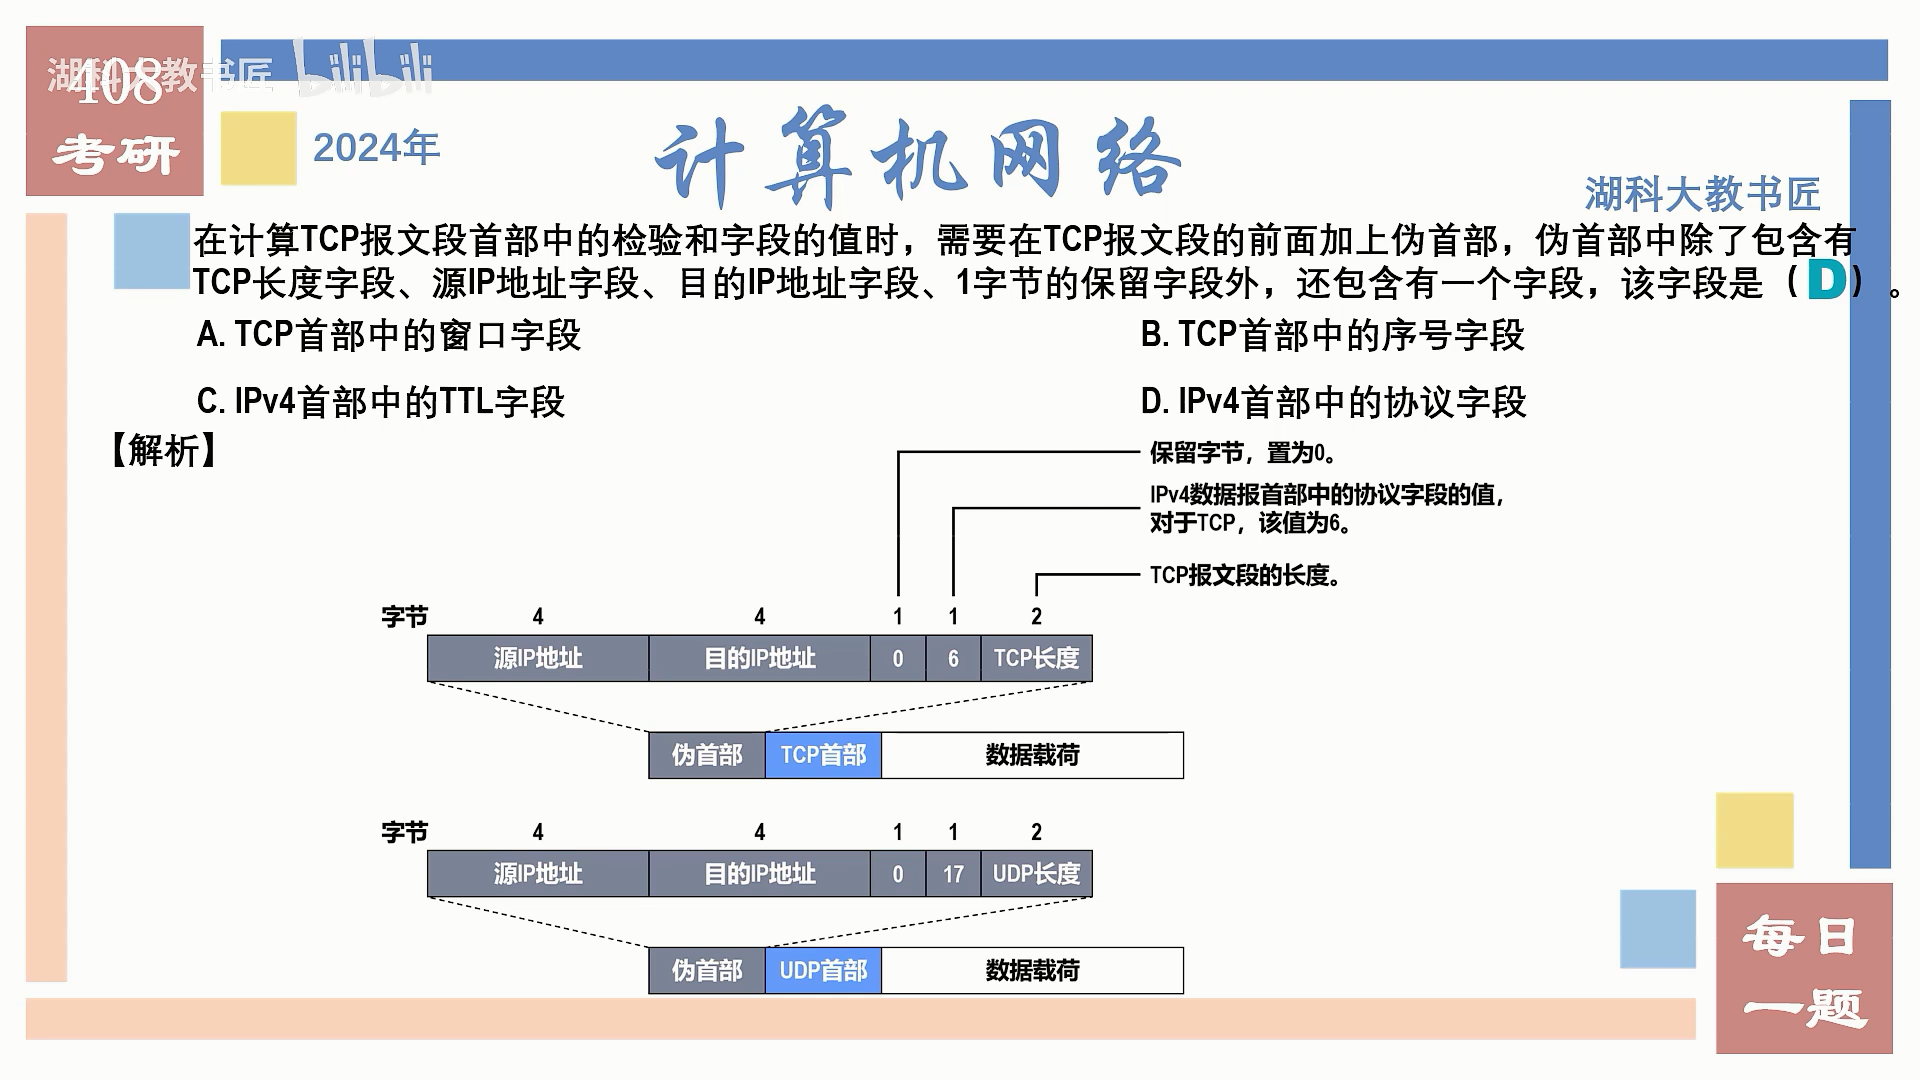 湖科大教书匠 bilibili
408
考研
2024年
计算机网络
湖科大教书匠
在计算TCP报文段首部中的检验和字段的值时，需要在TCP报文段的前面加上伪首部，伪首部中除了包含有
TCP长度字段、源IP地址字段、目的IP地址字段、1字节的保留字段外，还包含有一个字段，该字段是（D）。
A. TCP首部中的窗口字段
B. TCP首部中的序号字段
C. IPv4首部中的TTL字段
D. IPv4首部中的协议字段
【解析】
保留字节，置为0。
IPv4数据报首部中的协议字段的值，
对于TCP，该值为6。
TCP报文段的长度。
字节 4 4 1 1 2
源IP地址 目的IP地址 0 6 TCP长度
伪首部 TCP首部 数据载荷
字节 4 4 1 1 2
源IP地址 目的IP地址 0 17 UDP长度
伪首部 UDP首部 数据载荷
每日
一题